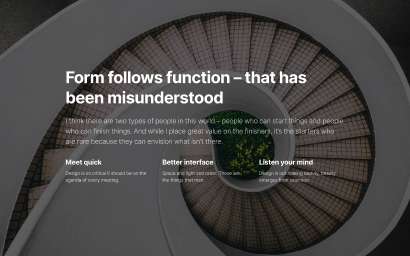 Form follows function – that has
been misunderstood
I think there are two types of people in this world – people who can start things and people
who can finish things. And while I place great value on the finishers, it's the starters who
are rare because they can envision what isn't there.
Meet quick
Better interface
Listen your mind
Design is so critical it should be on the
agenda of every meeting
Space and light and order. Those are
the things that men
Design is not making beauty, beauty
emerges from